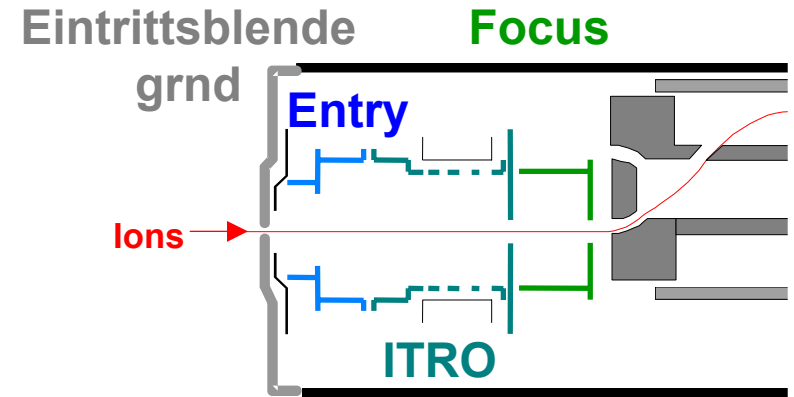 Eintrittsblende
grnd
Focus
Entry
Ions
ITRO